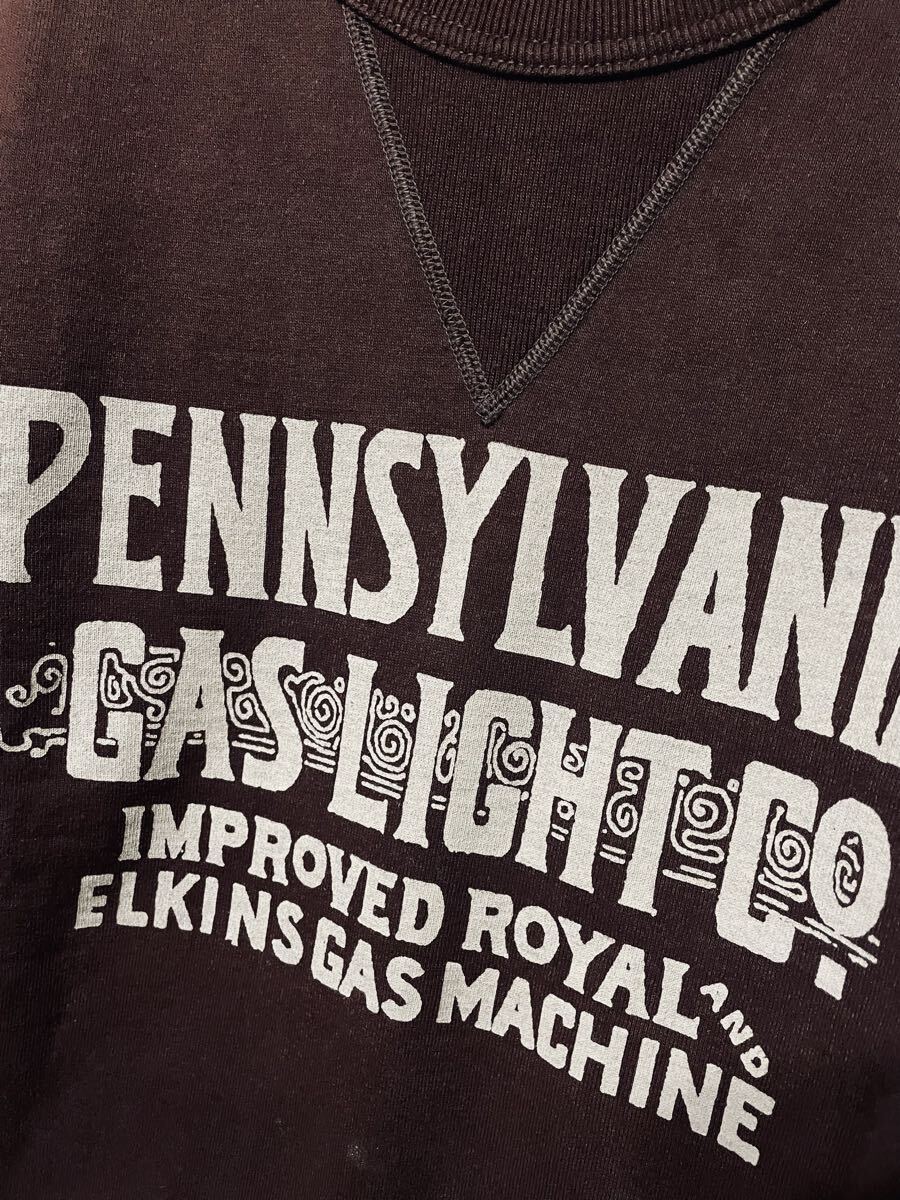 PENNSYLVANI
GAS LIGHT Co.
IMPROVED ROYAL AND
ELKINS GAS MACHINE